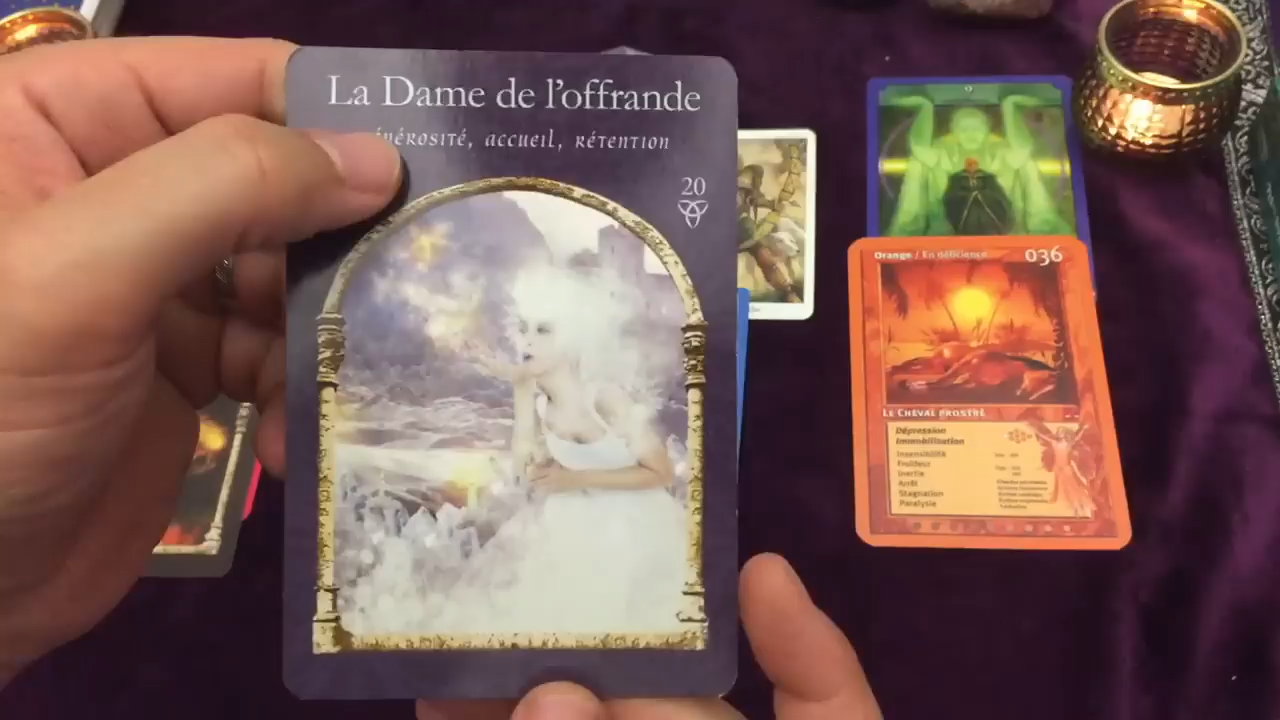 La Dame de l'offrande
nérosité, accueil, rétention
20
9
Orange / En déficience 036
Le Cheval prostré
Dépression
Immobilisation
Insensibilité
Froideur
Inertie
Arrêt
Stagnation
Paralysie